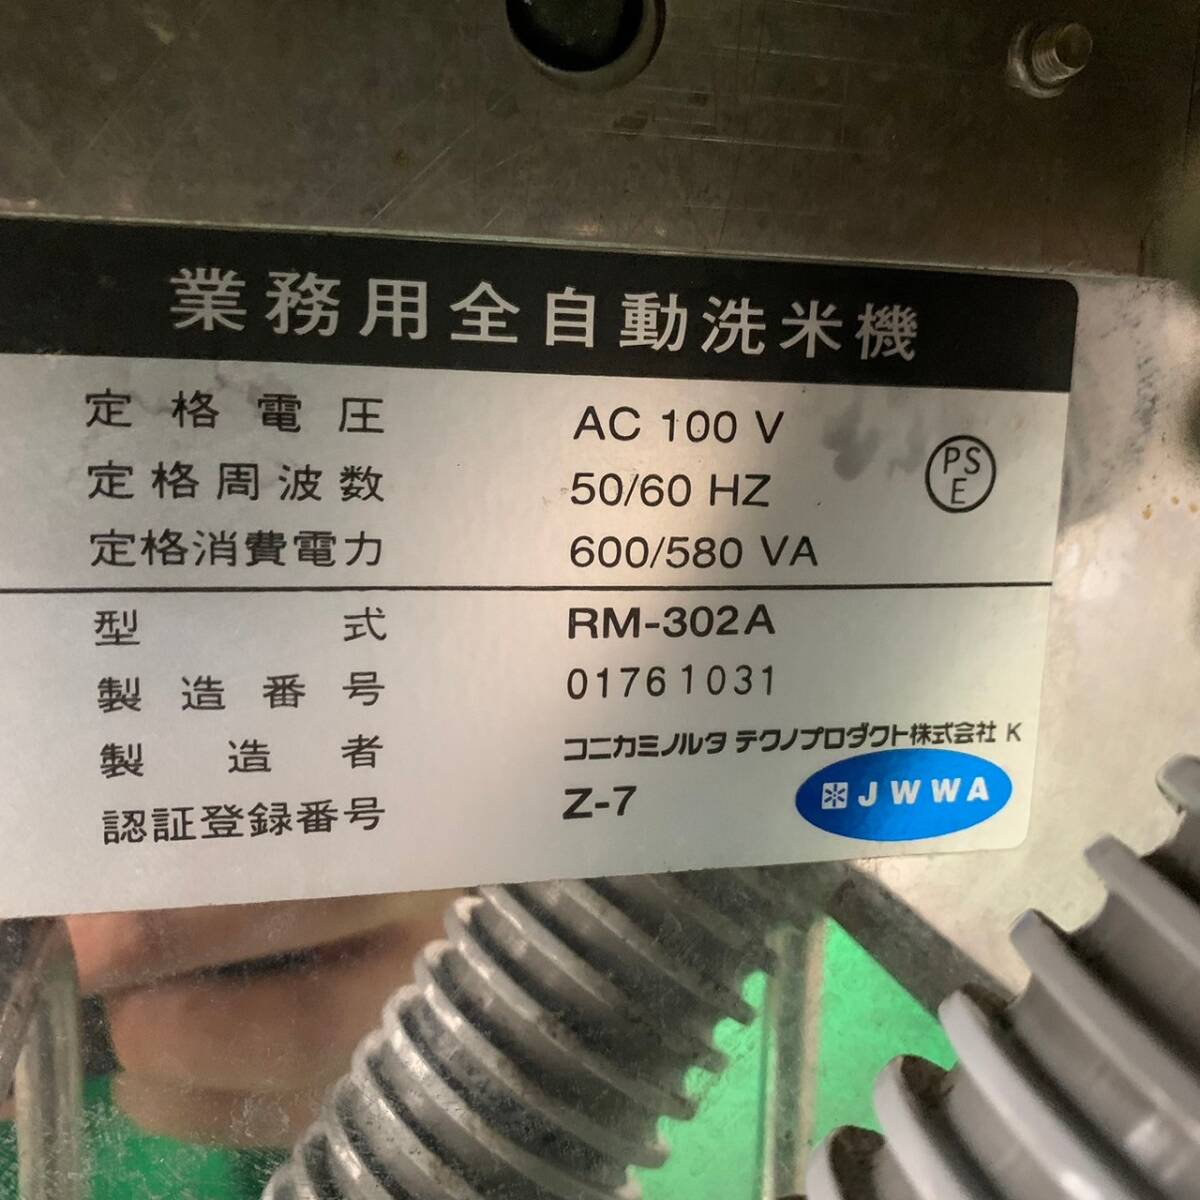 業務用全自動洗米機
定格電圧 AC 100 V
定格周波数 50/60 HZ
PS
E
定格消費電力 600/580 VA
型式 RM-302A
製造番号 01761031
製造者 コニカミノルタ テクノプロダクト株式会社 K
認証登録番号 Z-7
JWWA